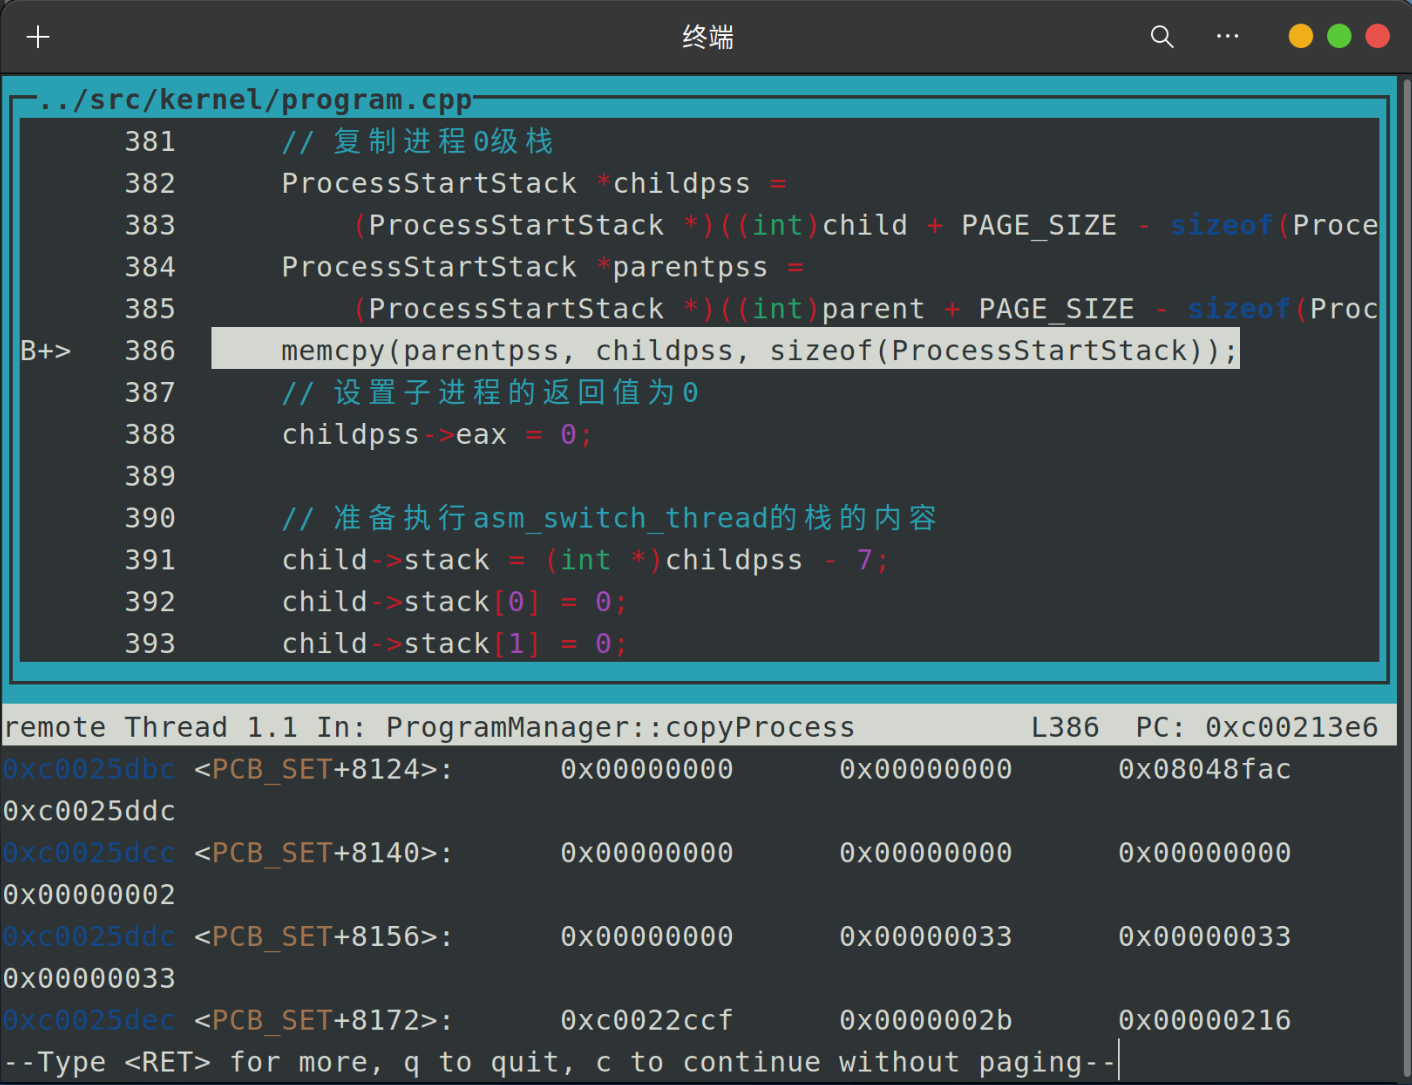 终端
../src/kernel/program.cpp
381 // 复制进程0级栈
382 ProcessStartStack *childpss =
383 (ProcessStartStack *)((int)child + PAGE_SIZE - sizeof(Proce
384 ProcessStartStack *parentpss =
385 (ProcessStartStack *)((int)parent + PAGE_SIZE - sizeof(Proc
B+> 386 memcpy(parentpss, childpss, sizeof(ProcessStartStack));
387 // 设置子进程的返回值为0
388 childpss->eax = 0;
389
390 // 准备执行asm_switch_thread的栈的内容
391 child->stack = (int *)childpss - 7;
392 child->stack[0] = 0;
393 child->stack[1] = 0;
remote Thread 1.1 In: ProgramManager::copyProcess L386 PC: 0xc00213e6
0xc0025dbc <PCB_SET+8124>: 0x00000000 0x00000000 0x08048fac
0xc0025ddc
0xc0025dcc <PCB_SET+8140>: 0x00000000 0x00000000 0x00000000
0x00000002
0xc0025ddc <PCB_SET+8156>: 0x00000000 0x00000033 0x00000033
0x00000033
0xc0025dec <PCB_SET+8172>: 0xc0022ccf 0x0000002b 0x00000216
--Type <RET> for more, q to quit, c to continue without paging--